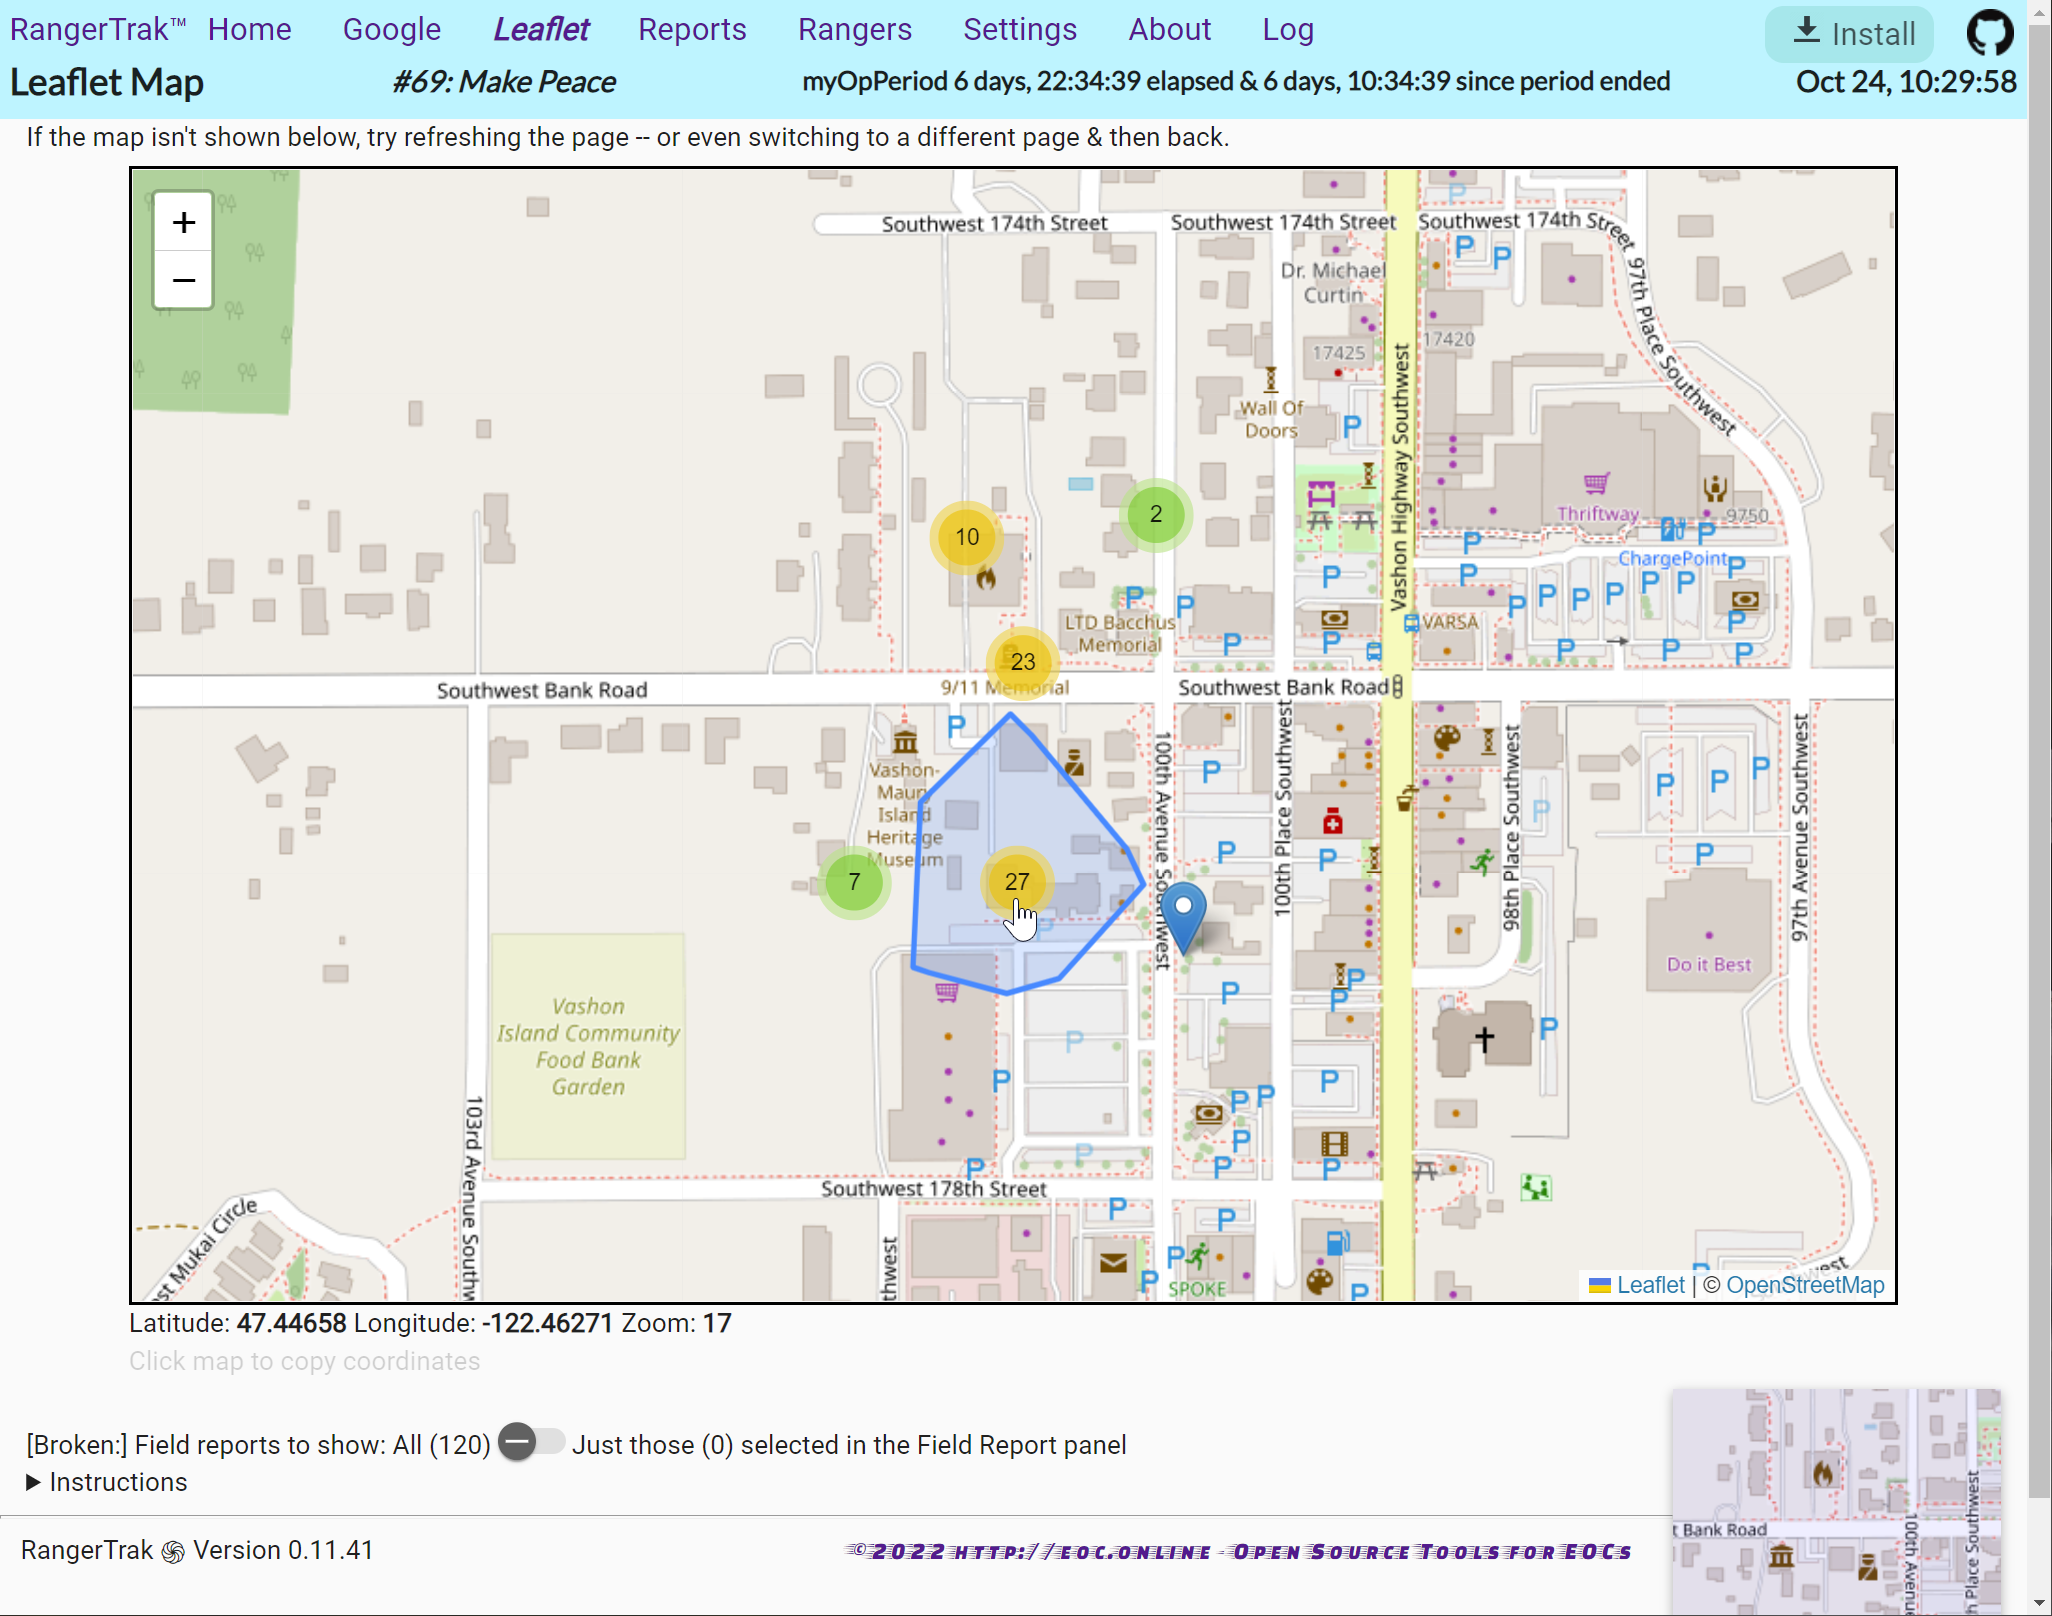 RangerTrak™ Home Google Leaflet Reports Rangers Settings About Log Install
Leaflet Map #69: Make Peace myOpPeriod 6 days, 22:34:39 elapsed & 6 days, 10:34:39 since period ended Oct 24, 10:29:58
If the map isn't shown below, try refreshing the page -- or even switching to a different page & then back.
+
−
Southwest 174th Street
Southwest 174th Street
Southwest 174th Street
97th Place Southwest
Dr. Michael
Curtin
17425
17420
Wall Of
Doors
Vashon Highway Southwest
Thriftway
9750
ChargePoint
10
2
23
LTD Bacchus
Memorial
VARSA
9/11 Memorial
Southwest Bank Road
Southwest Bank Road
Vashon-
Maury
Island
Heritage
Museum
7
27
100th Avenue Southwest
100th Place Southwest
98th Place Southwest
97th Avenue Southwest
Do it Best
Vashon
Island Community
Food Bank
Garden
103rd Avenue Southw
Southwest 178th Street
st Mukai Circle
thwest
SPOKE
west
Leaflet | © OpenStreetMap
Latitude: 47.44658 Longitude: -122.46271 Zoom: 17
Click map to copy coordinates
[Broken:] Field reports to show: All (120) Just those (0) selected in the Field Report panel
▶ Instructions
t Bank Road
100th Avenu
h Place Southwest
RangerTrak Version 0.11.41
©2022 http://eoc.online - Open Source Tools for EOCs